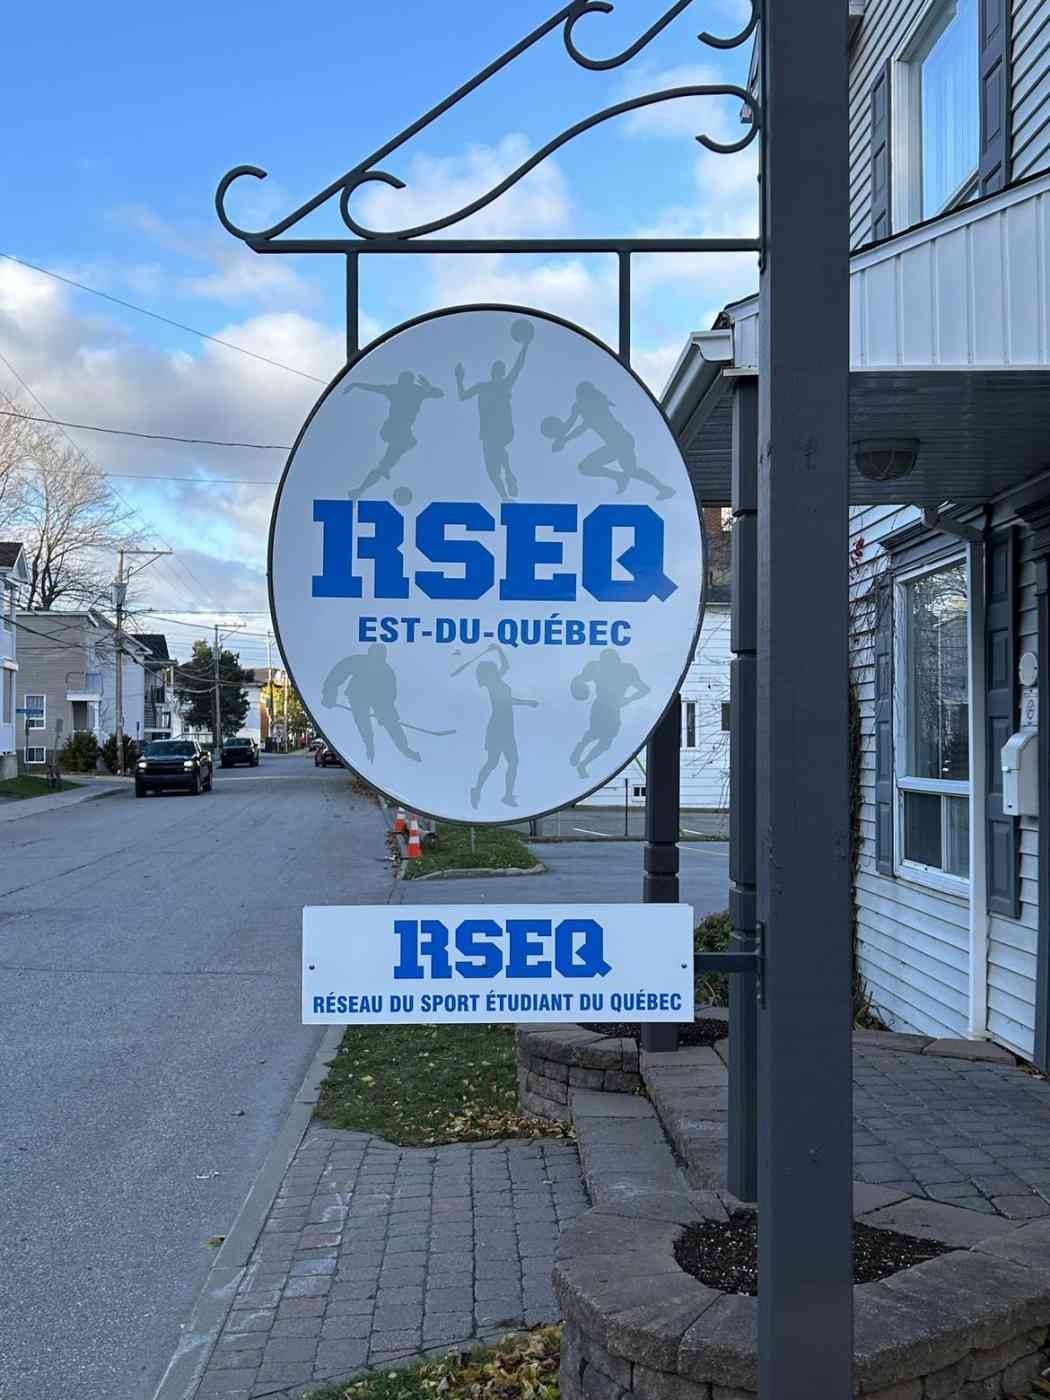 RSEQ
EST-DU-QUÉBEC
RSEQ
RÉSEAU DU SPORT ÉTUDIANT DU QUÉBEC